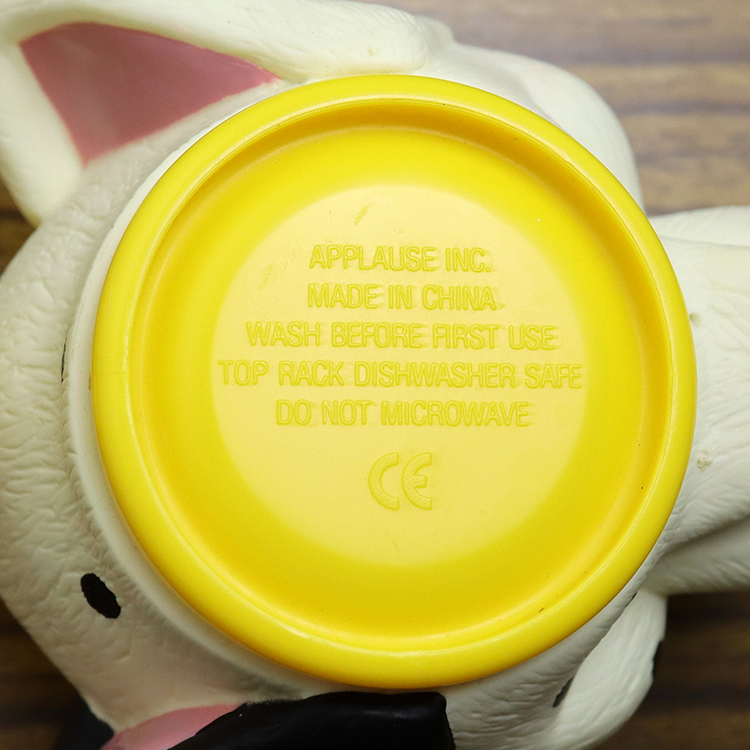 APPLAUSE INC.
MADE IN CHINA
WASH BEFORE FIRST USE
TOP RACK DISHWASHER SAFE
DO NOT MICROWAVE
CE